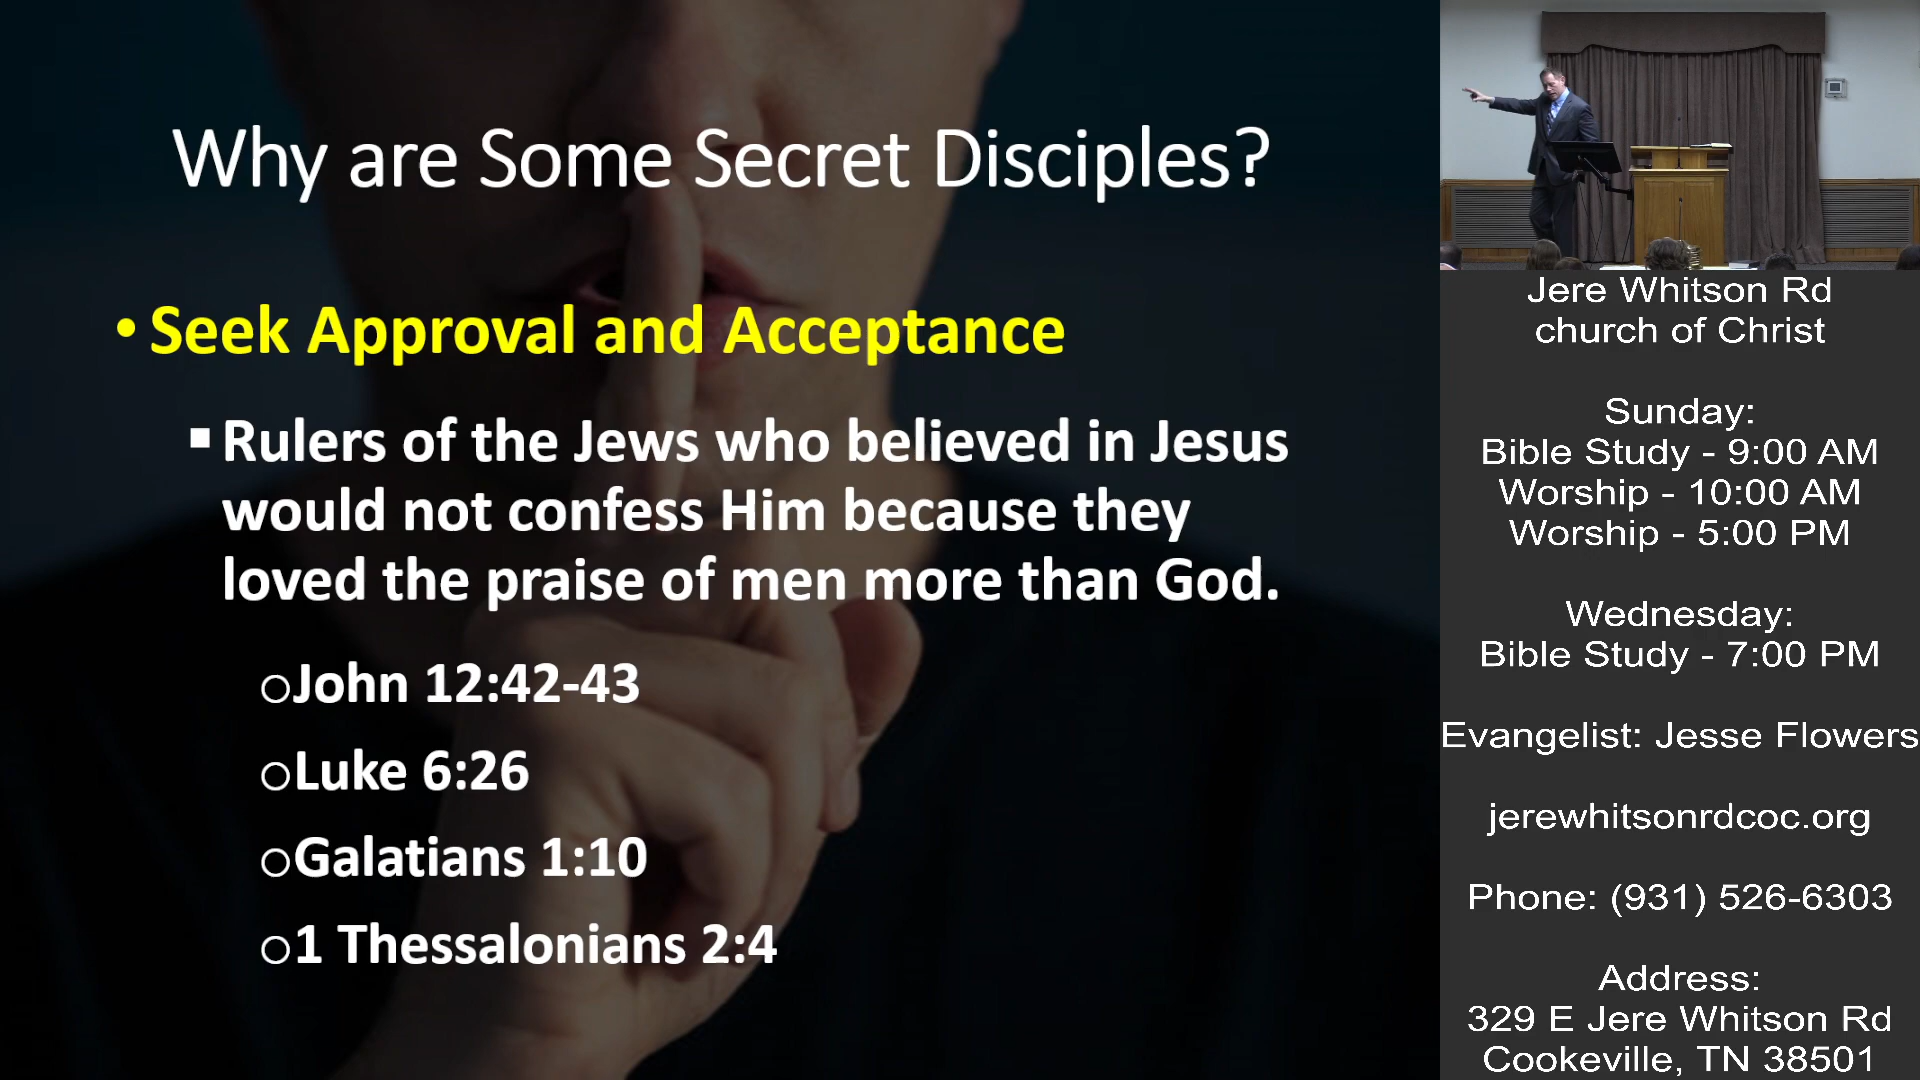 Why are Some Secret Disciples?
• Seek Approval and Acceptance
▪ Rulers of the Jews who believed in Jesus
would not confess Him because they
loved the praise of men more than God.
○John 12:42-43
○Luke 6:26
○Galatians 1:10
○1 Thessalonians 2:4
Jere Whitson Rd
church of Christ
Sunday:
Bible Study - 9:00 AM
Worship - 10:00 AM
Worship - 5:00 PM
Wednesday:
Bible Study - 7:00 PM
Evangelist: Jesse Flowers
jerewhitsonrdcoc.org
Phone: (931) 526-6303
Address:
329 E Jere Whitson Rd
Cookeville, TN 38501